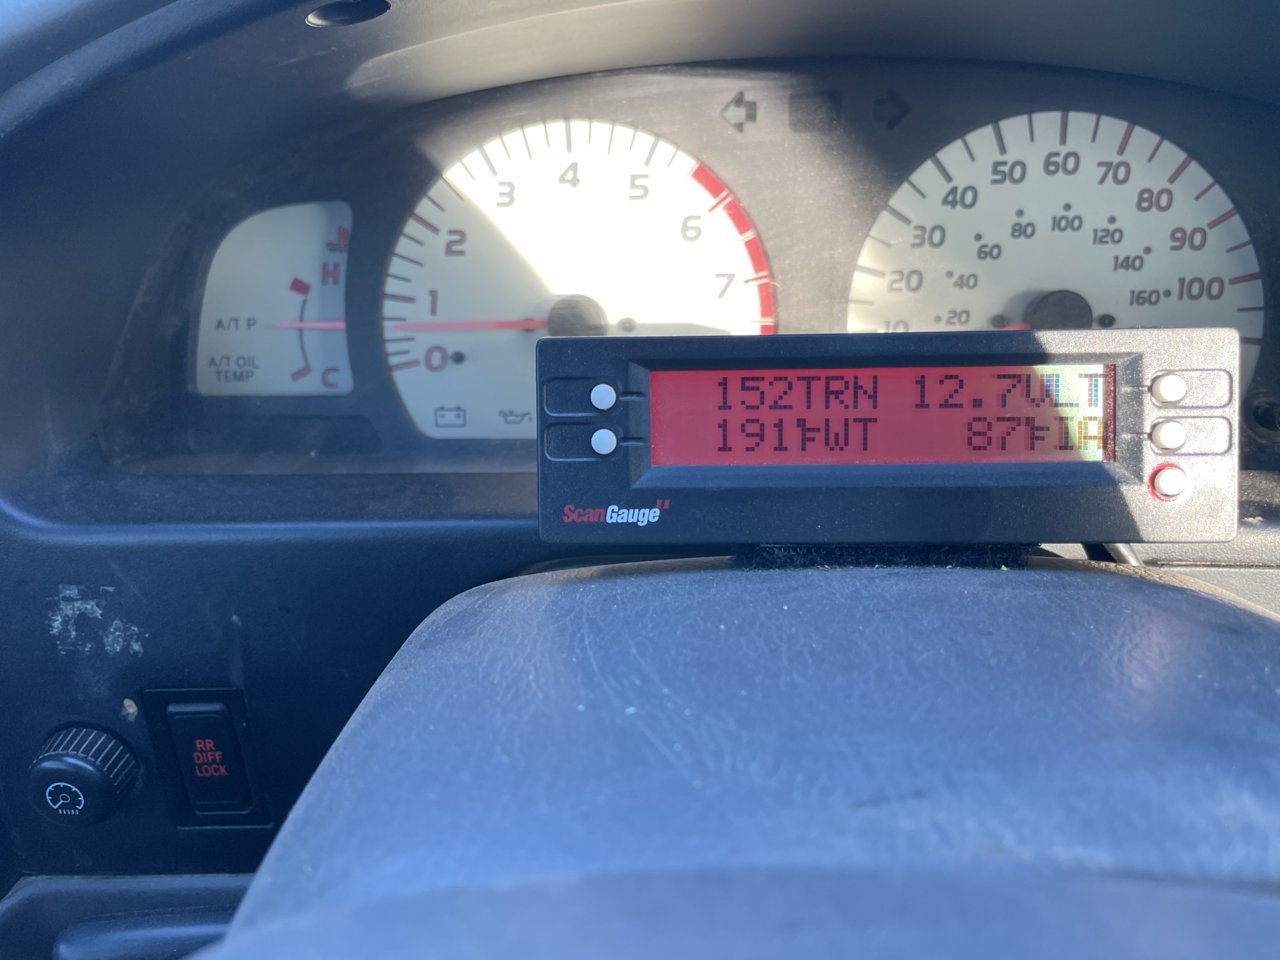 3 4 5
2 6
1 7
0
H
A/T P
A/T OIL
TEMP
C
50 60 70
40 80
30 90
20 100
10
80 100 120
60 140
40 160
20
152TRN 12.7VLT
191°FWT 87°FIA
ScanGauge II
RR
DIFF
LOCK